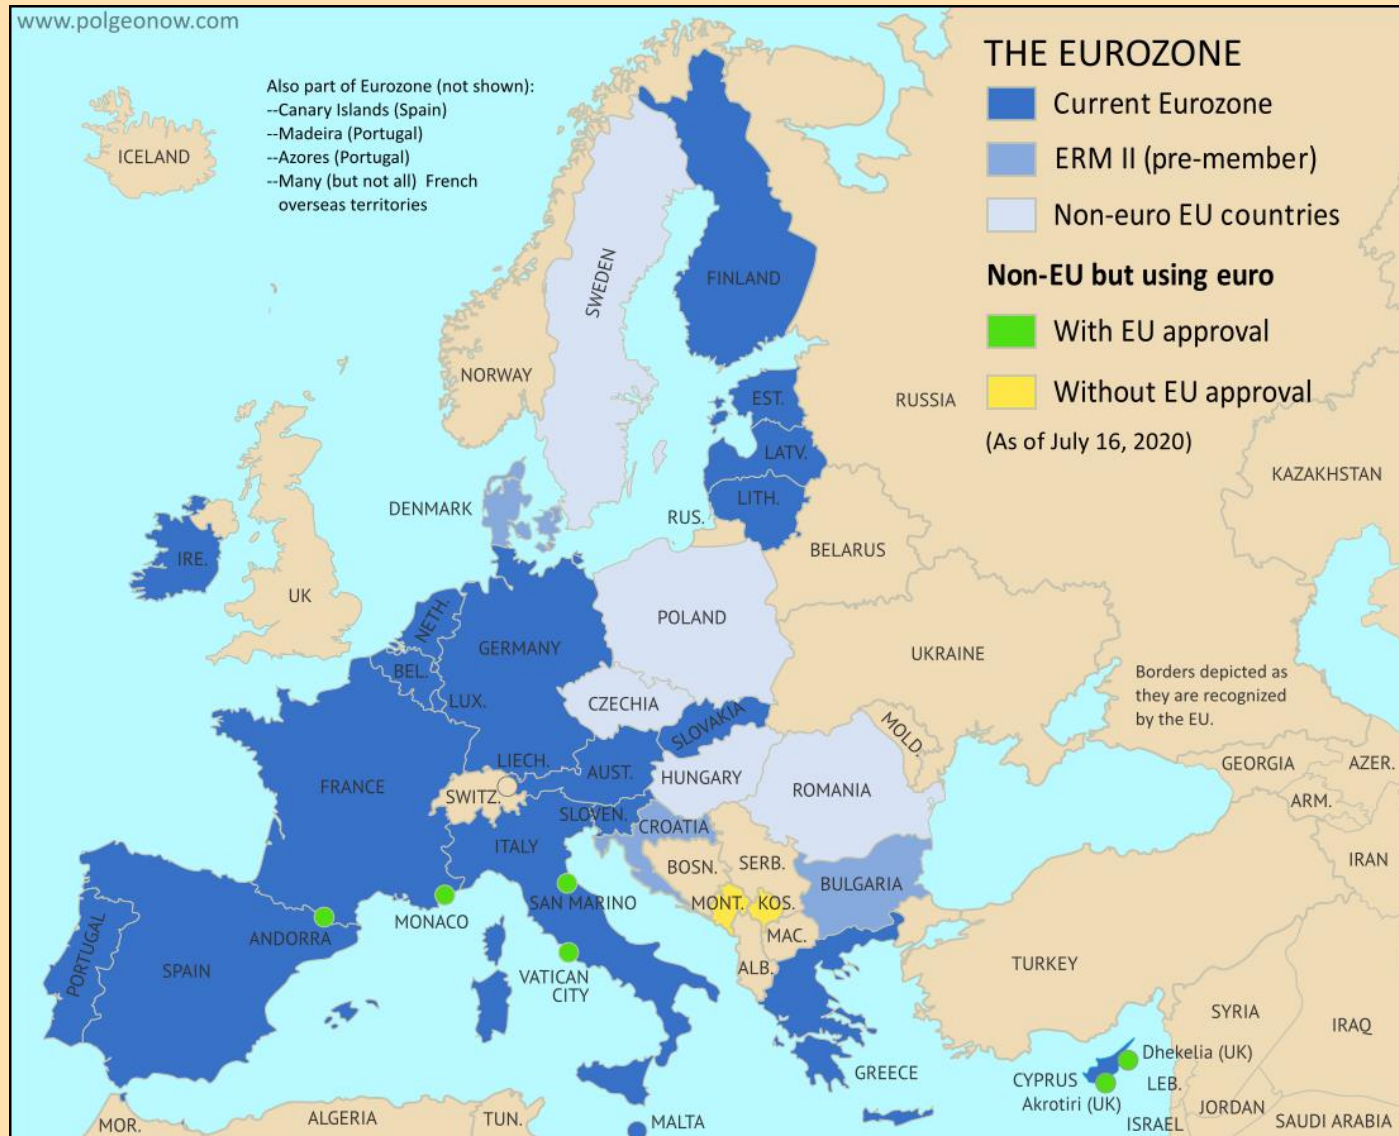 www.polgeonow.com
Also part of Eurozone (not shown):
--Canary Islands (Spain)
--Madeira (Portugal)
--Azores (Portugal)
--Many (but not all)  French
overseas territories
THE EUROZONE
Current Eurozone
ERM II (pre-member)
Non-euro EU countries
Non-EU but using euro
With EU approval
Without EU approval
(As of July 16, 2020)
ICELAND
SWEDEN
FINLAND
NORWAY
RUSSIA
EST.
LATV.
LITH.
RUS.
DENMARK
KAZAKHSTAN
BELARUS
IRE.
UK
NETH.
BEL.
LUX.
GERMANY
POLAND
CZECHIA
SLOVAKIA
UKRAINE
Borders depicted as
they are recognized
by the EU.
MOLD.
LIECH.
AUST.
HUNGARY
ROMANIA
FRANCE
SWITZ.
SLOVEN.
CROATIA
ITALY
BOSN.
SERB.
BULGARIA
GEORGIA
AZER.
ARM.
IRAN
MONT.
KOS.
MAC.
ALB.
SAN MARINO
MONACO
ANDORRA
VATICAN
CITY
PORTUGAL
SPAIN
TURKEY
SYRIA
IRAQ
GREECE
CYPRUS
Dhekelia (UK)
Akrotiri (UK)
LEB.
ISRAEL
JORDAN
SAUDI ARABIA
MALTA
MOR.
ALGERIA
TUN.